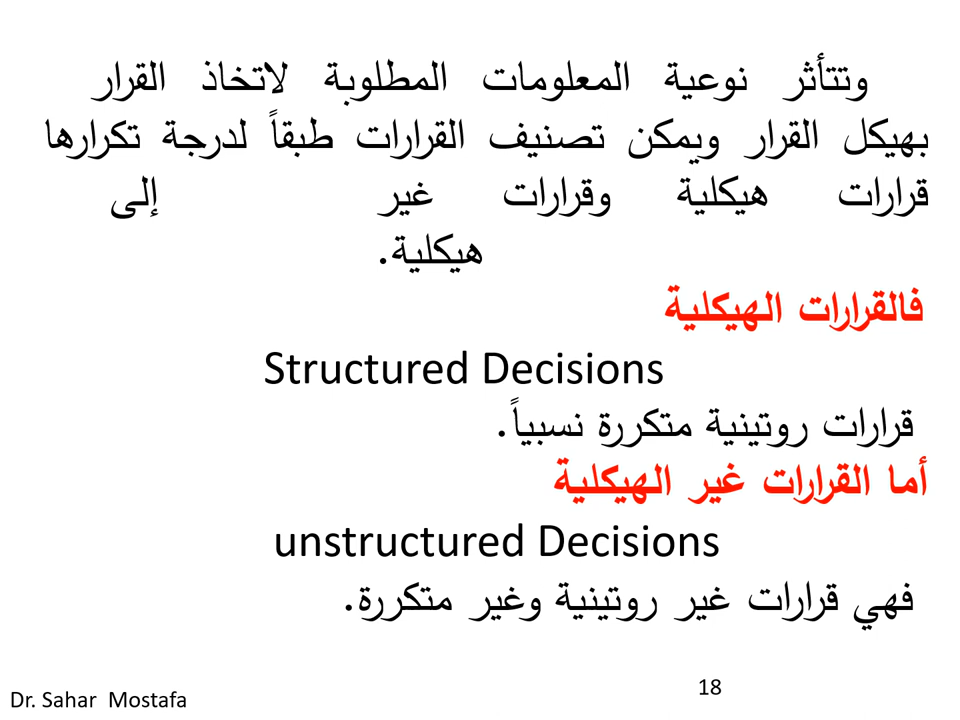 وتتأثر نوعية المعلومات المطلوبة لاتخاذ القرار
بهيكل القرار ويمكن تصنيف القرارات طبقاً لدرجة تكرارها
قرارات هيكلية وقرارات غير إلى
هيكلية.
فالقرارات الهيكلية
Structured Decisions
قرارات روتينية متكررة نسبياً.
أما القرارات غير الهيكلية
unstructured Decisions
فهي قرارات غير روتينية وغير متكررة.
18
Dr. Sahar Mostafa